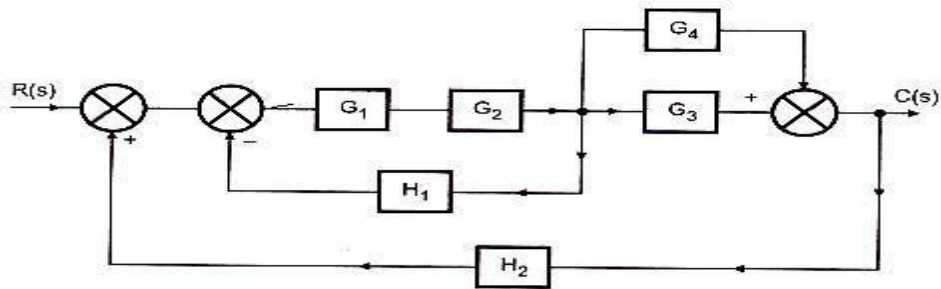 G4
R(s)
G1
G2
G3
+
C(s)
+
−
−
H1
H2